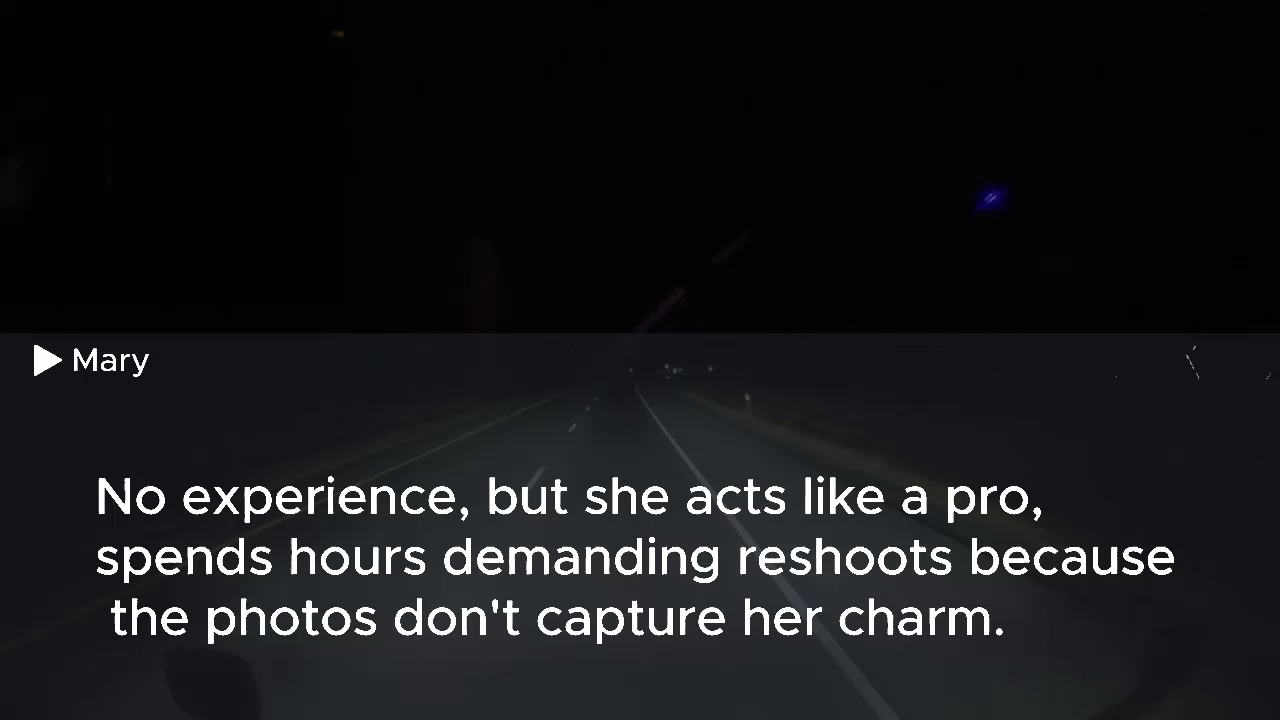 Mary
No experience, but she acts like a pro,
spends hours demanding reshoots because
the photos don't capture her charm.